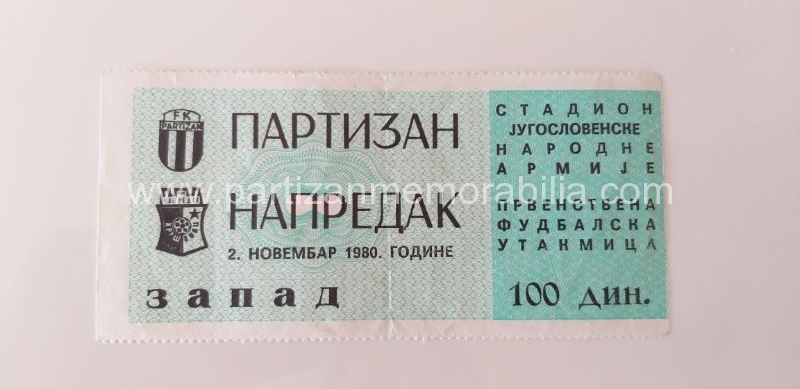 FK
PARTIZAN
ПАРТИЗАН
НАПРЕДАК
2. НОВЕМБАР 1980. ГОДИНЕ
запад
СТАДИОН
ЈУГОСЛОВЕНСКЕ
НАРОДНЕ
АРМИЈЕ
ПРВЕНСТВЕНА
ФУДБАЛСКА
УТАКМИЦА
100 дин.
www.partizanmemorabilia.com